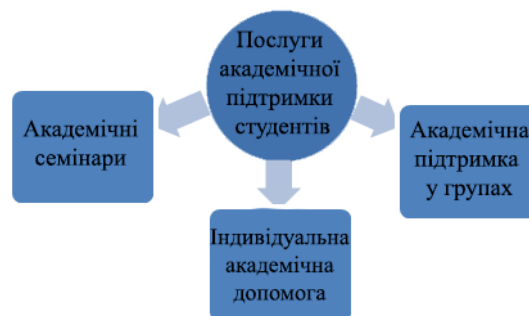 Послуги
академічної
підтримки
студентів
Академічні
семінари
Індивідуальна
академічна
допомога
Академічна
підтримка
у групах